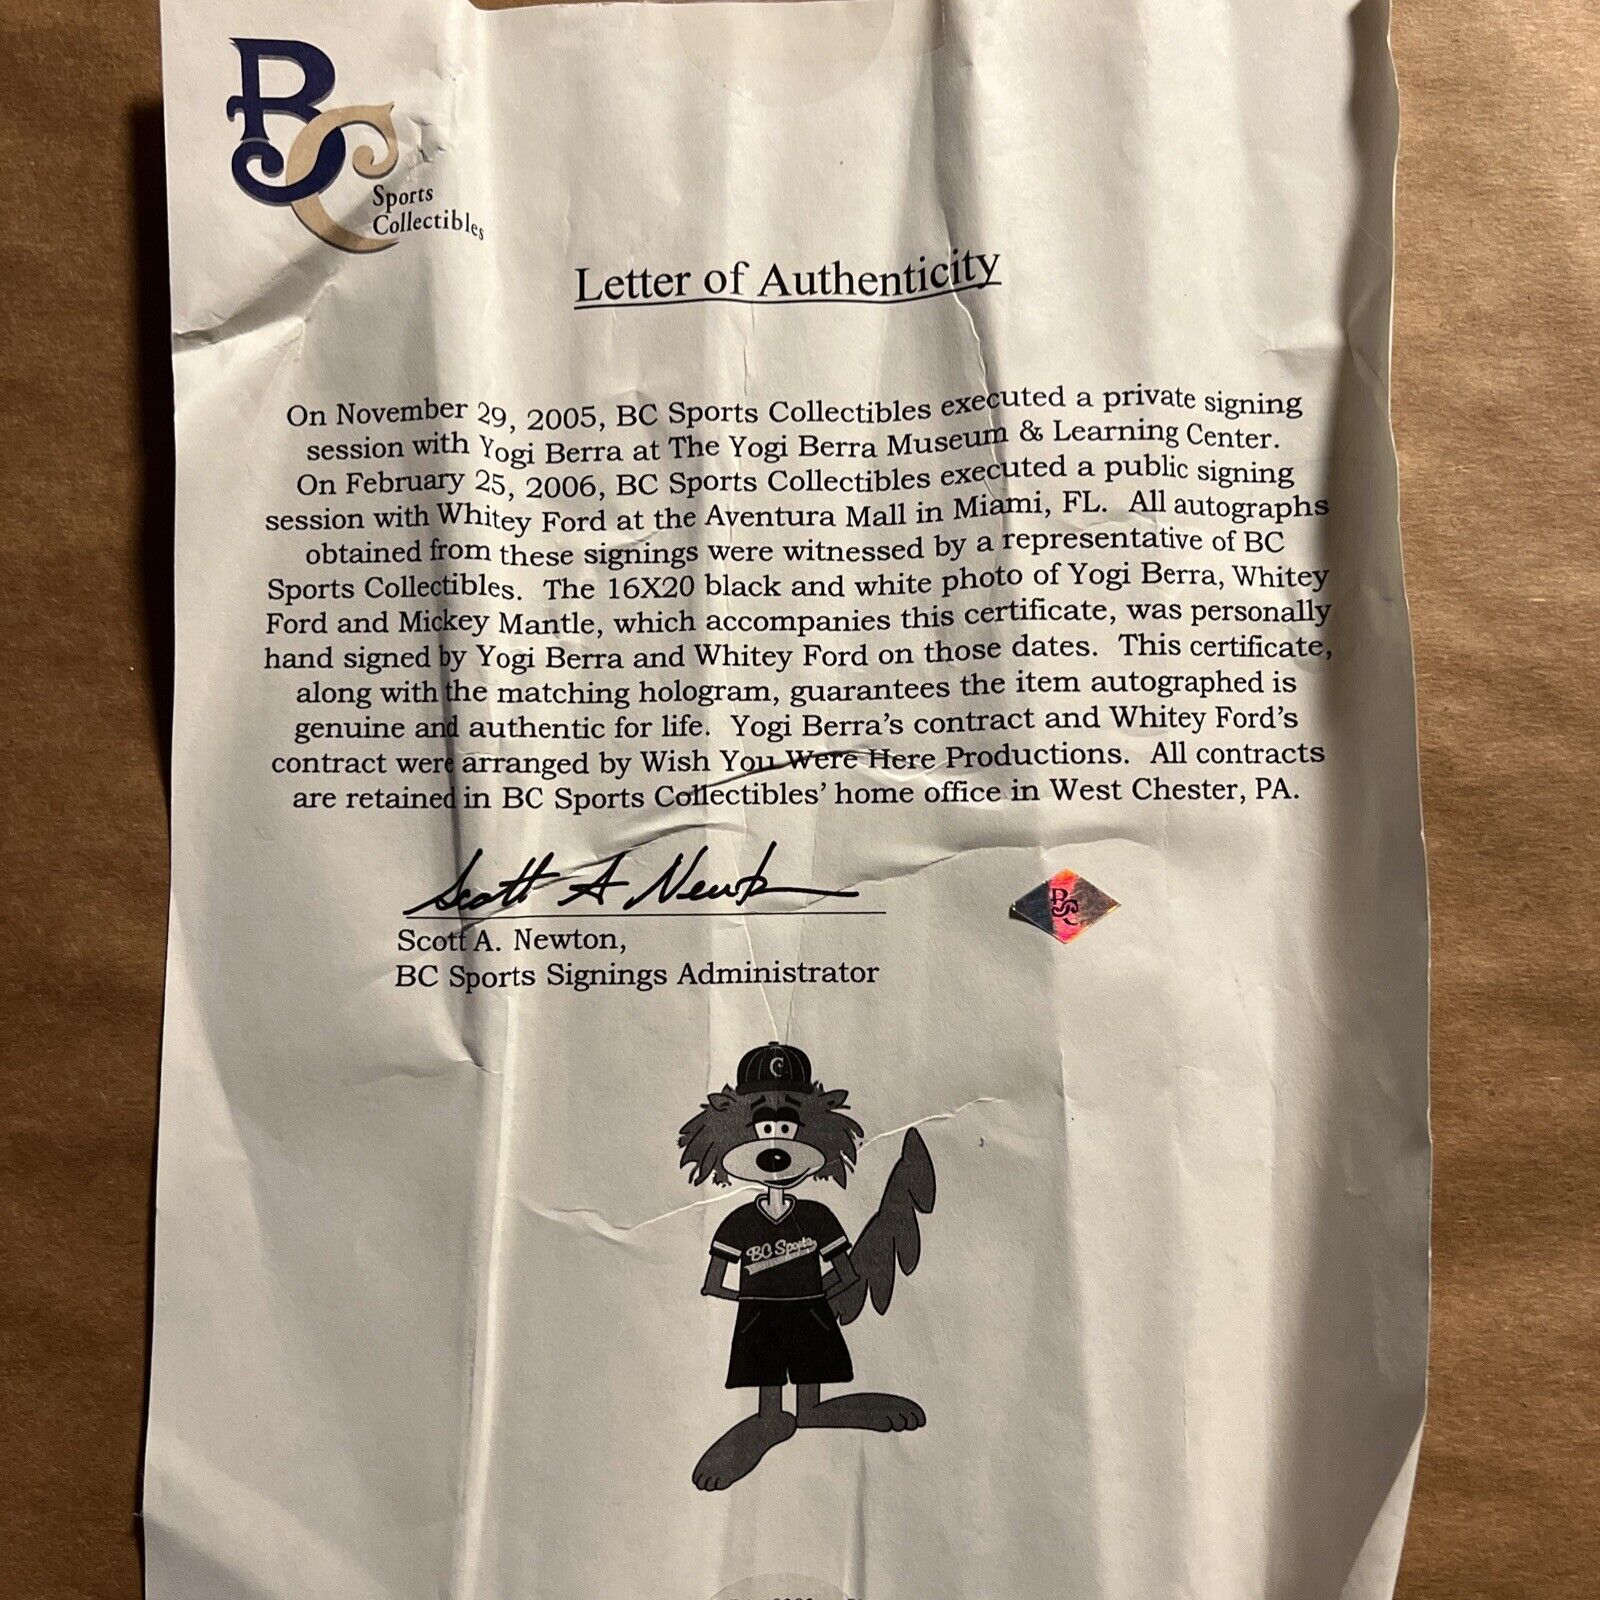 BC
Sports
Collectibles
Letter of Authenticity
On November 29, 2005, BC Sports Collectibles executed a private signing
session with Yogi Berra at The Yogi Berra Museum & Learning Center.
On February 25, 2006, BC Sports Collectibles executed a public signing
session with Whitey Ford at the Aventura Mall in Miami, FL. All autographs
obtained from these signings were witnessed by a representative of BC
Sports Collectibles. The 16X20 black and white photo of Yogi Berra, Whitey
Ford and Mickey Mantle, which accompanies this certificate, was personally
hand signed by Yogi Berra and Whitey Ford on those dates. This certificate,
along with the matching hologram, guarantees the item autographed is
genuine and authentic for life. Yogi Berra's contract and Whitey Ford's
contract were arranged by Wish You Were Here Productions. All contracts
are retained in BC Sports Collectibles' home office in West Chester, PA.
Scott A Newton
BC
Scott A. Newton,
BC Sports Signings Administrator
C
BC Sports